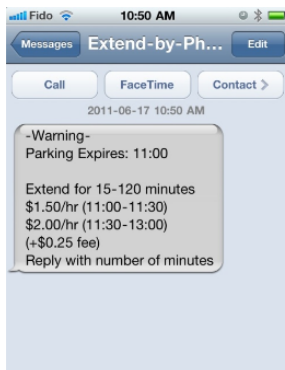 Fido 10:50 AM
Messages Extend-by-Ph... Edit
Call FaceTime Contact
2011-06-17 10:50 AM
-Warning-
Parking Expires: 11:00
Extend for 15-120 minutes
$1.50/hr (11:00-11:30)
$2.00/hr (11:30-13:00)
(+$0.25 fee)
Reply with number of minutes